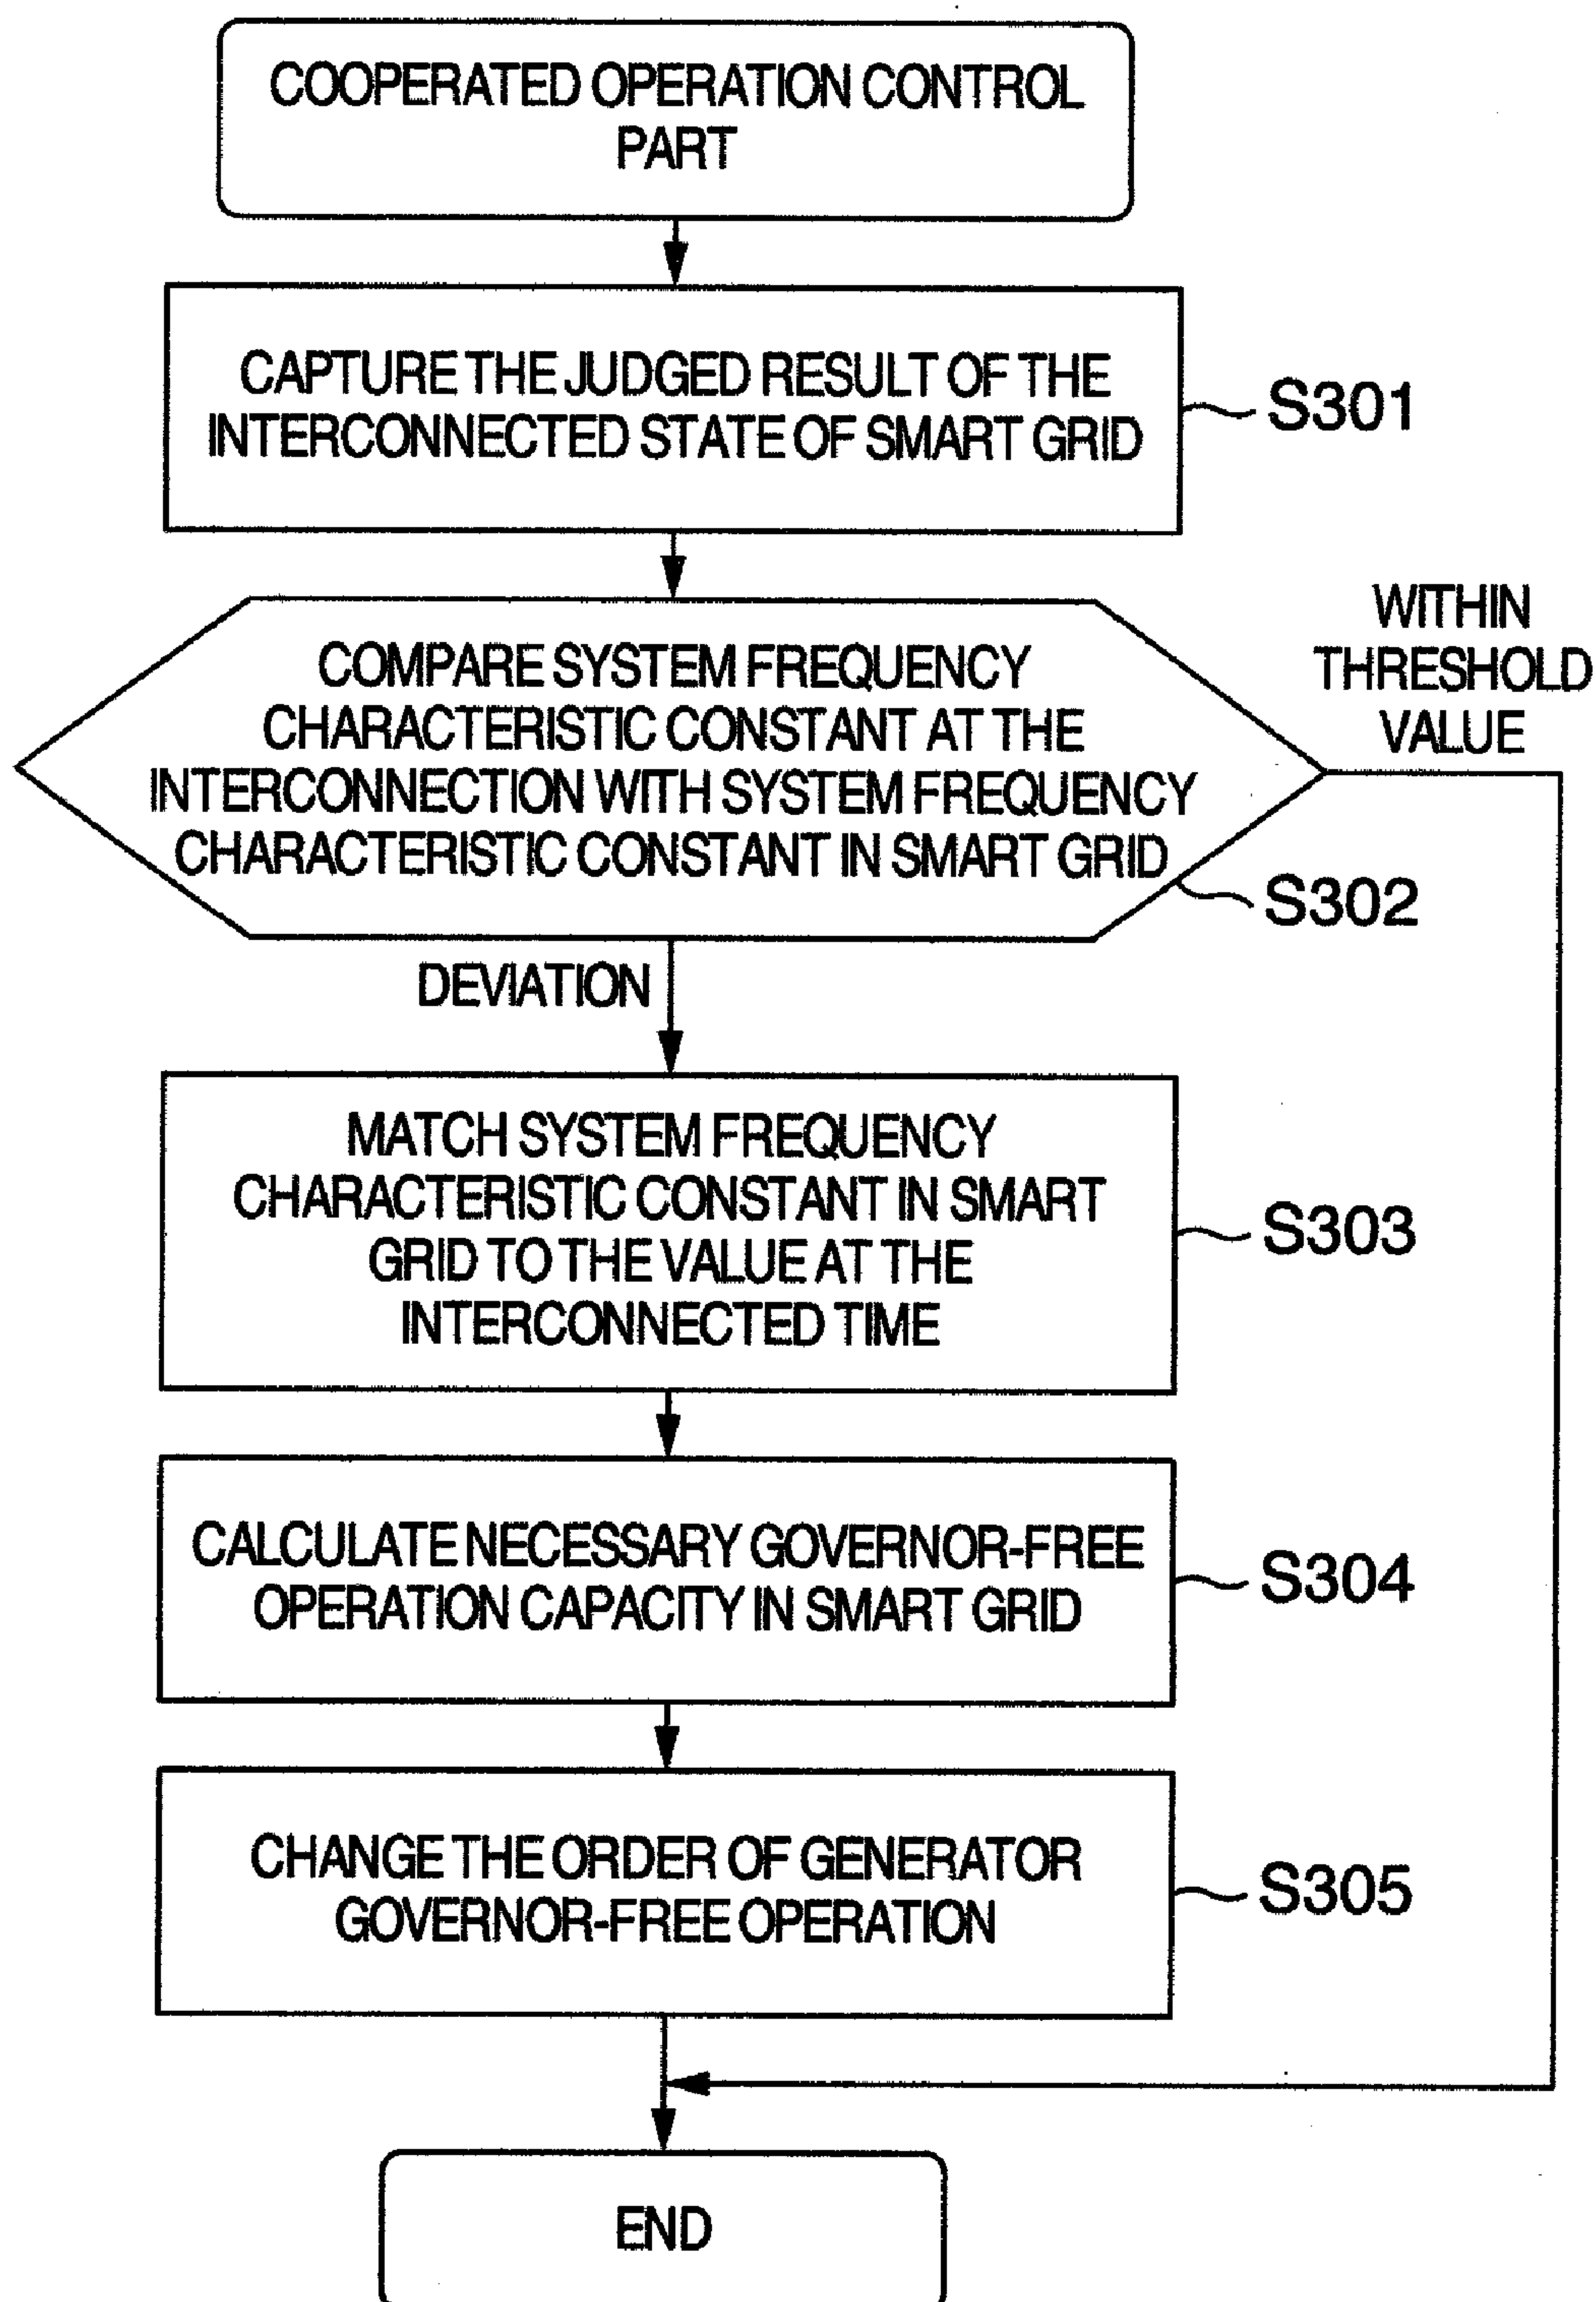 COOPERATED OPERATION CONTROL
PART
CAPTURE THE JUDGED RESULT OF THE
INTERCONNECTED STATE OF SMART GRID
S301
WITHIN
THRESHOLD
VALUE
COMPARE SYSTEM FREQUENCY
CHARACTERISTIC CONSTANT AT THE
INTERCONNECTION WITH SYSTEM FREQUENCY
CHARACTERISTIC CONSTANT IN SMART GRID
S302
DEVIATION
MATCH SYSTEM FREQUENCY
CHARACTERISTIC CONSTANT IN SMART
GRID TO THE VALUE AT THE
INTERCONNECTED TIME
S303
CALCULATE NECESSARY GOVERNOR-FREE
OPERATION CAPACITY IN SMART GRID
S304
CHANGE THE ORDER OF GENERATOR
GOVERNOR-FREE OPERATION
S305
END